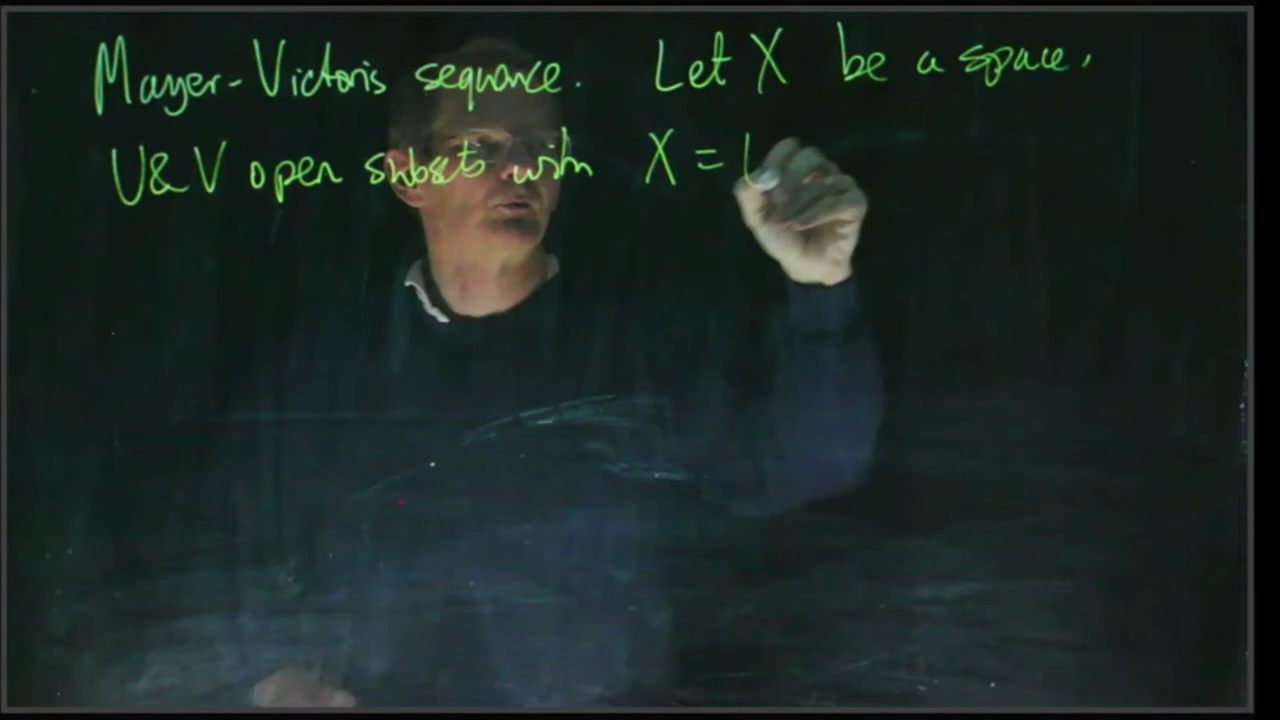 Mayer-Victoris sequence. Let X be a space,
U&V open subsets with X = U